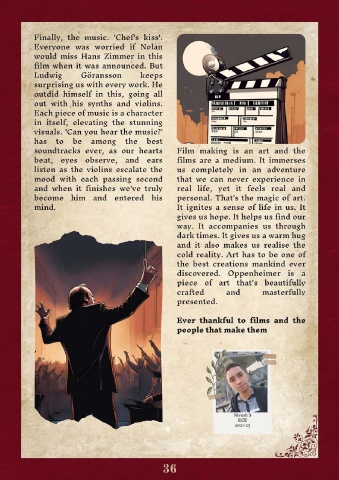 Finally, the music. 'Chef's kiss'.
Everyone was worried if Nolan
would miss Hans Zimmer in this
film when it was announced. But
Ludwig Göransson keeps
surprising us with every work. He
outdid himself in this, going all
out with his synths and violins.
Each piece of music is a character
in itself, elevating the stunning
visuals. "Can you hear the music?"
has to be among the best
soundtracks ever, as our hearts
beat, eyes observe, and ears
listen as the violins escalate the
mood with each passing second
and when it finishes we've truly
become him and entered his
mind.
Film making is an art and the
films are a medium. It immerses
us completely in an adventure
that we can never experience in
real life, yet it feels real and
personal. That's the magic of art.
It ignites a sense of life in us. It
gives us hope. It helps us find our
way. It accompanies us through
dark times. It gives us a warm hug
and it also makes us realise the
cold reality. Art has to be one of
the best creations mankind ever
discovered. Oppenheimer is a
piece of art that's beautifully
crafted and masterfully
presented.
Ever thankful to films and the
people that make them
ECE
36